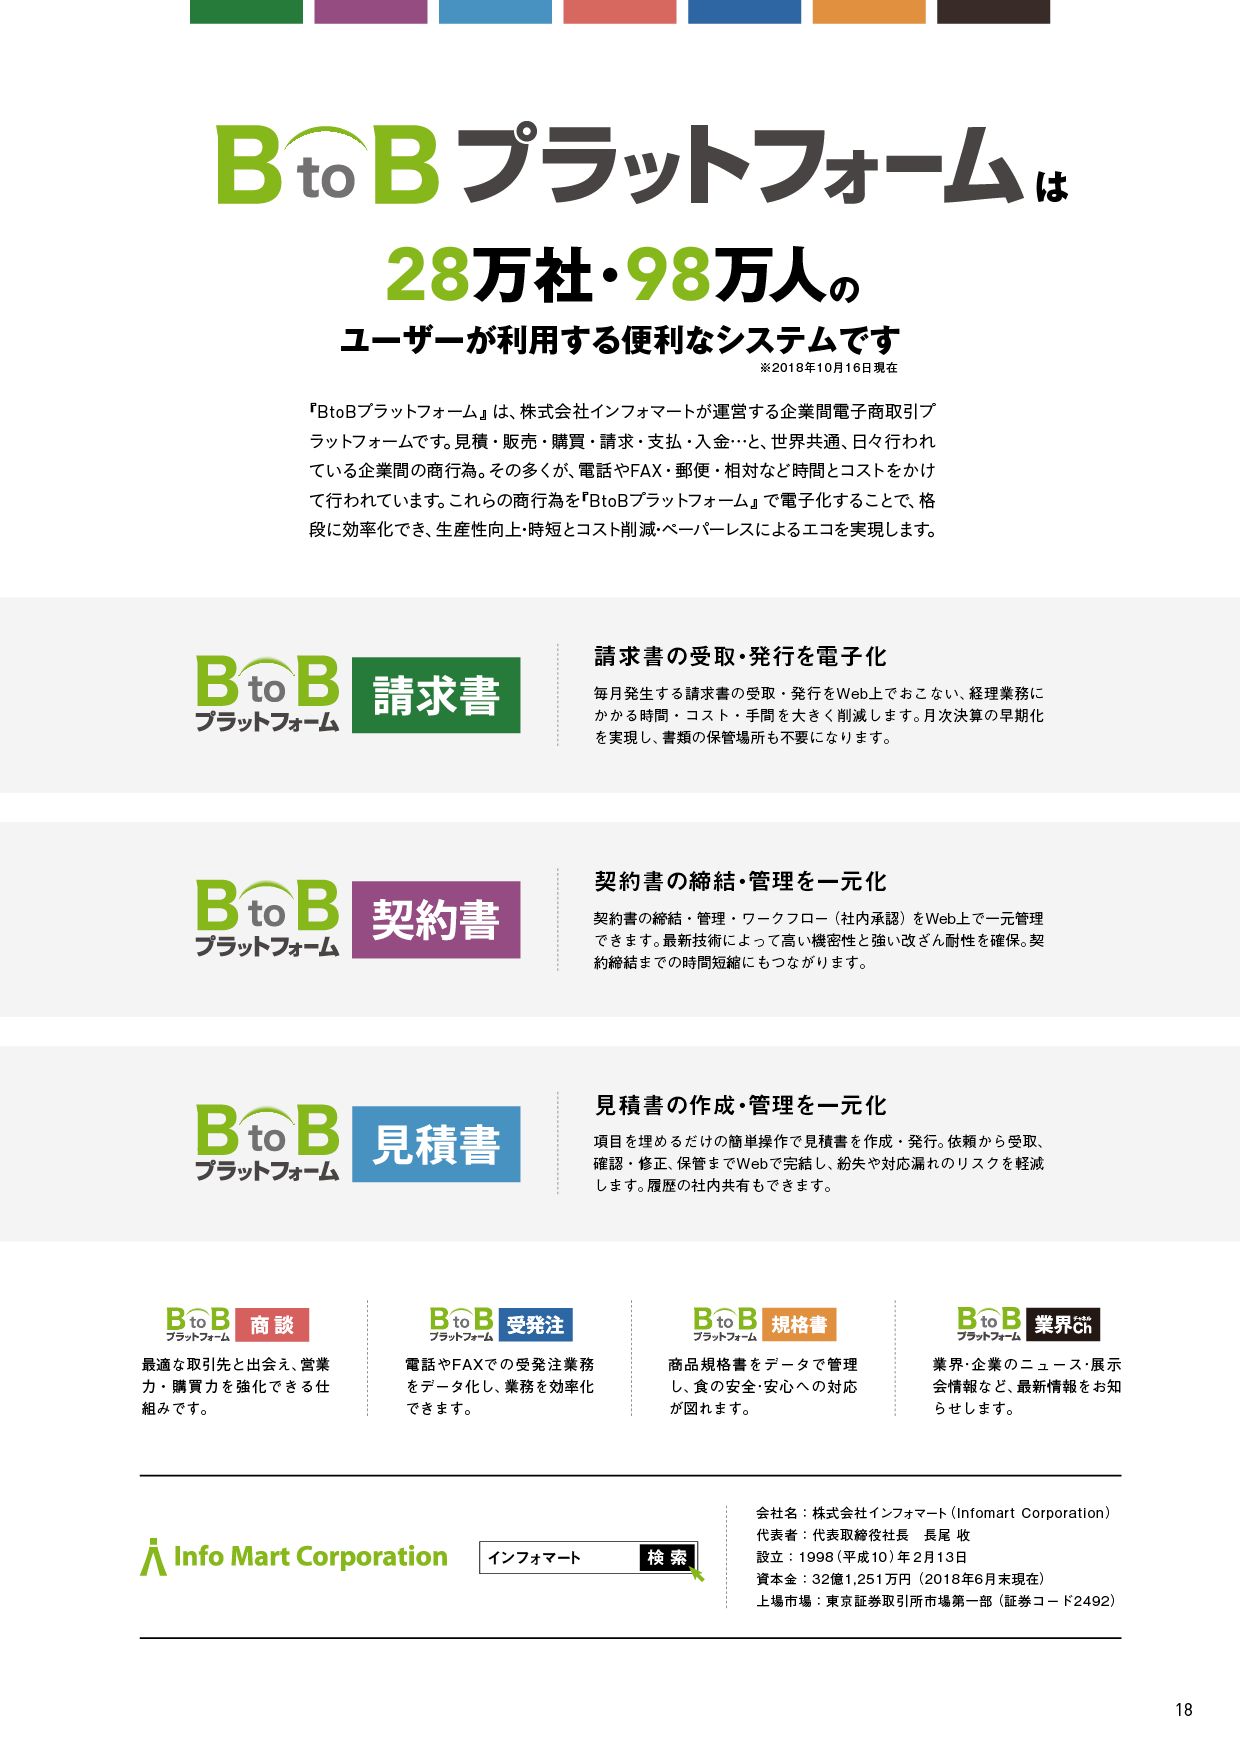 BtoBプラットフォームは
28万社・98万人の
ユーザーが利用する便利なシステムです
※2018年10月16日現在
『BtoBプラットフォーム』は、株式会社インフォマートが運営する企業間電子商取引プ
ラットフォームです。見積・販売・購買・請求・支払・入金…と、世界共通、日々行われ
ている企業間の商行為。その多くが、電話やFAX・郵便・相対など時間とコストをかけ
て行われています。これらの商行為を『BtoBプラットフォーム』で電子化することで、格
段に効率化でき、生産性向上・時短とコスト削減・ペーパーレスによるエコを実現します。
BtoB
プラットフォーム
請求書
請求書の受取・発行を電子化
毎月発生する請求書の受取・発行をWeb上でおこない、経理業務に
かかる時間・コスト・手間を大きく削減します。月次決算の早期化
を実現し、書類の保管場所も不要になります。
BtoB
プラットフォーム
契約書
契約書の締結・管理を一元化
契約書の締結・管理・ワークフロー（社内承認）をWeb上で一元管理
できます。最新技術によって高い機密性と強い改ざん耐性を確保。契
約締結までの時間短縮にもつながります。
BtoB
プラットフォーム
見積書
見積書の作成・管理を一元化
項目を埋めるだけの簡単操作で見積書を作成・発行。依頼から受取、
確認・修正、保管までWebで完結し、紛失や対応漏れのリスクを軽減
します。履歴の社内共有もできます。
BtoB
プラットフォーム
商談
最適な取引先と出会え、営業
力・購買力を強化できる仕
組みです。
BtoB
プラットフォーム
受発注
電話やFAXでの受発注業務
をデータ化し、業務を効率化
できます。
BtoB
プラットフォーム
規格書
商品規格書をデータで管理
し、食の安全・安心への対応
が図れます。
BtoB
プラットフォーム
業界Ch
チャネル
業界・企業のニュース・展示
会情報など、最新情報をお知
らせします。
Info Mart Corporation
インフォマート
検索
会社名：株式会社インフォマート（Infomart Corporation）
代表者：代表取締役社長　長尾 收
設立：1998（平成10）年2月13日
資本金：32億1,251万円（2018年6月末現在）
上場市場：東京証券取引所市場第一部（証券コード2492）
18